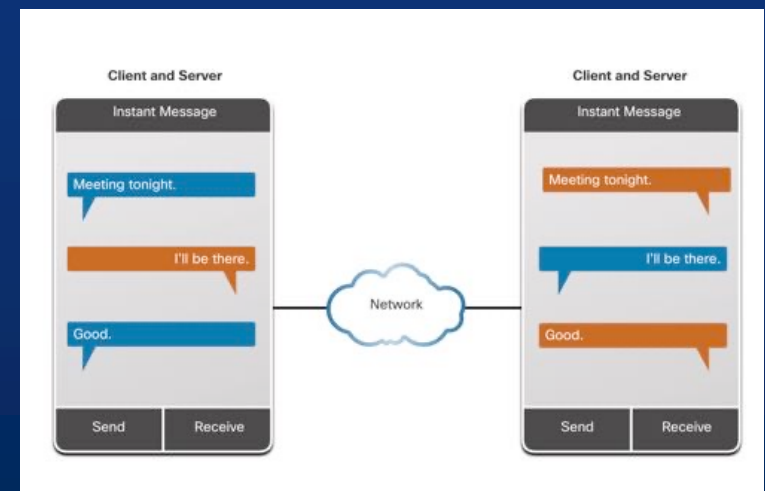 Client and Server
Instant Message
Meeting tonight.
I'll be there.
Good.
Send
Receive
Network
Client and Server
Instant Message
Meeting tonight.
I'll be there.
Good.
Send
Receive